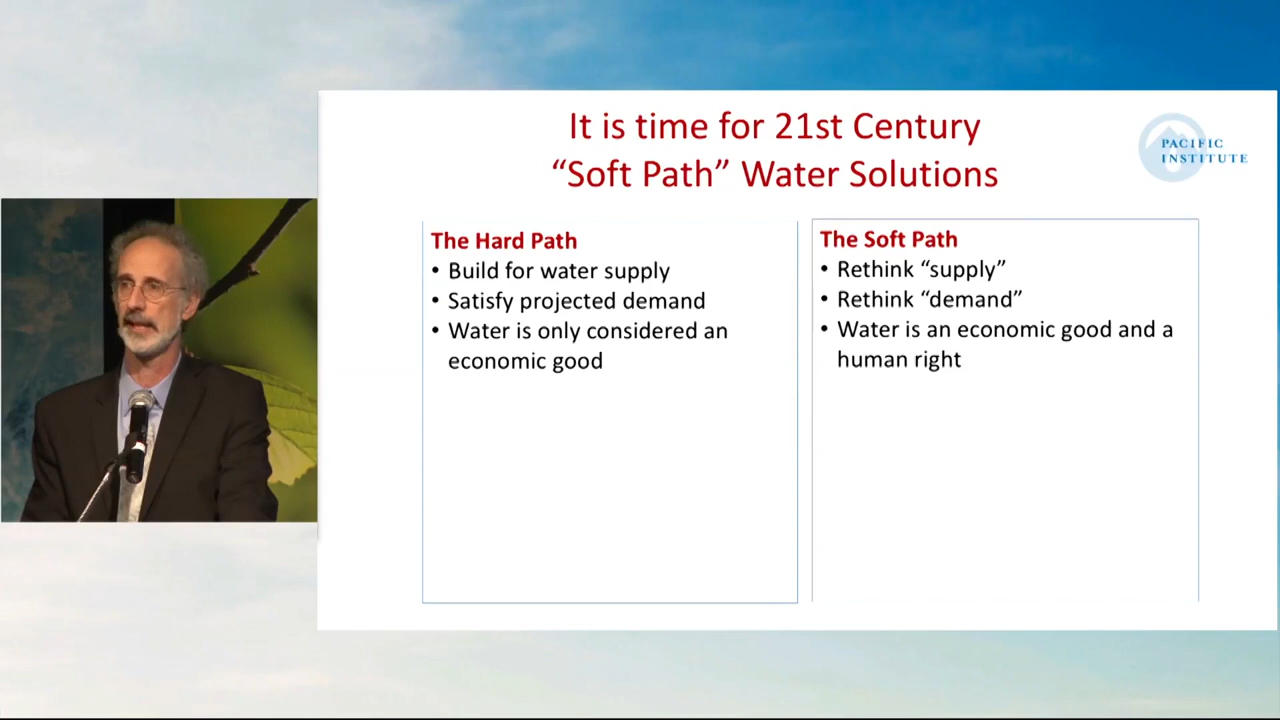 It is time for 21st Century
“Soft Path” Water Solutions
PACIFIC
INSTITUTE
The Hard Path
• Build for water supply
• Satisfy projected demand
• Water is only considered an
economic good
The Soft Path
• Rethink “supply”
• Rethink “demand”
• Water is an economic good and a
human right